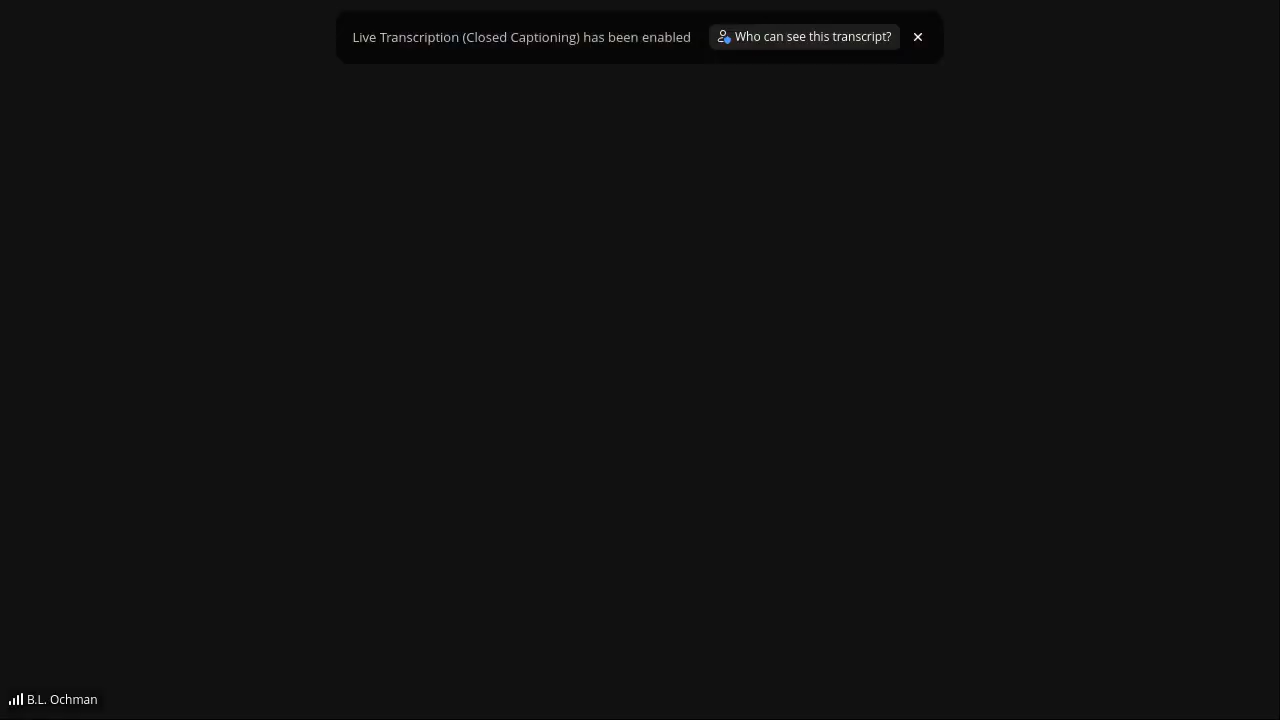 Live Transcription (Closed Captioning) has been enabled
Who can see this transcript?
B.L. Ochman